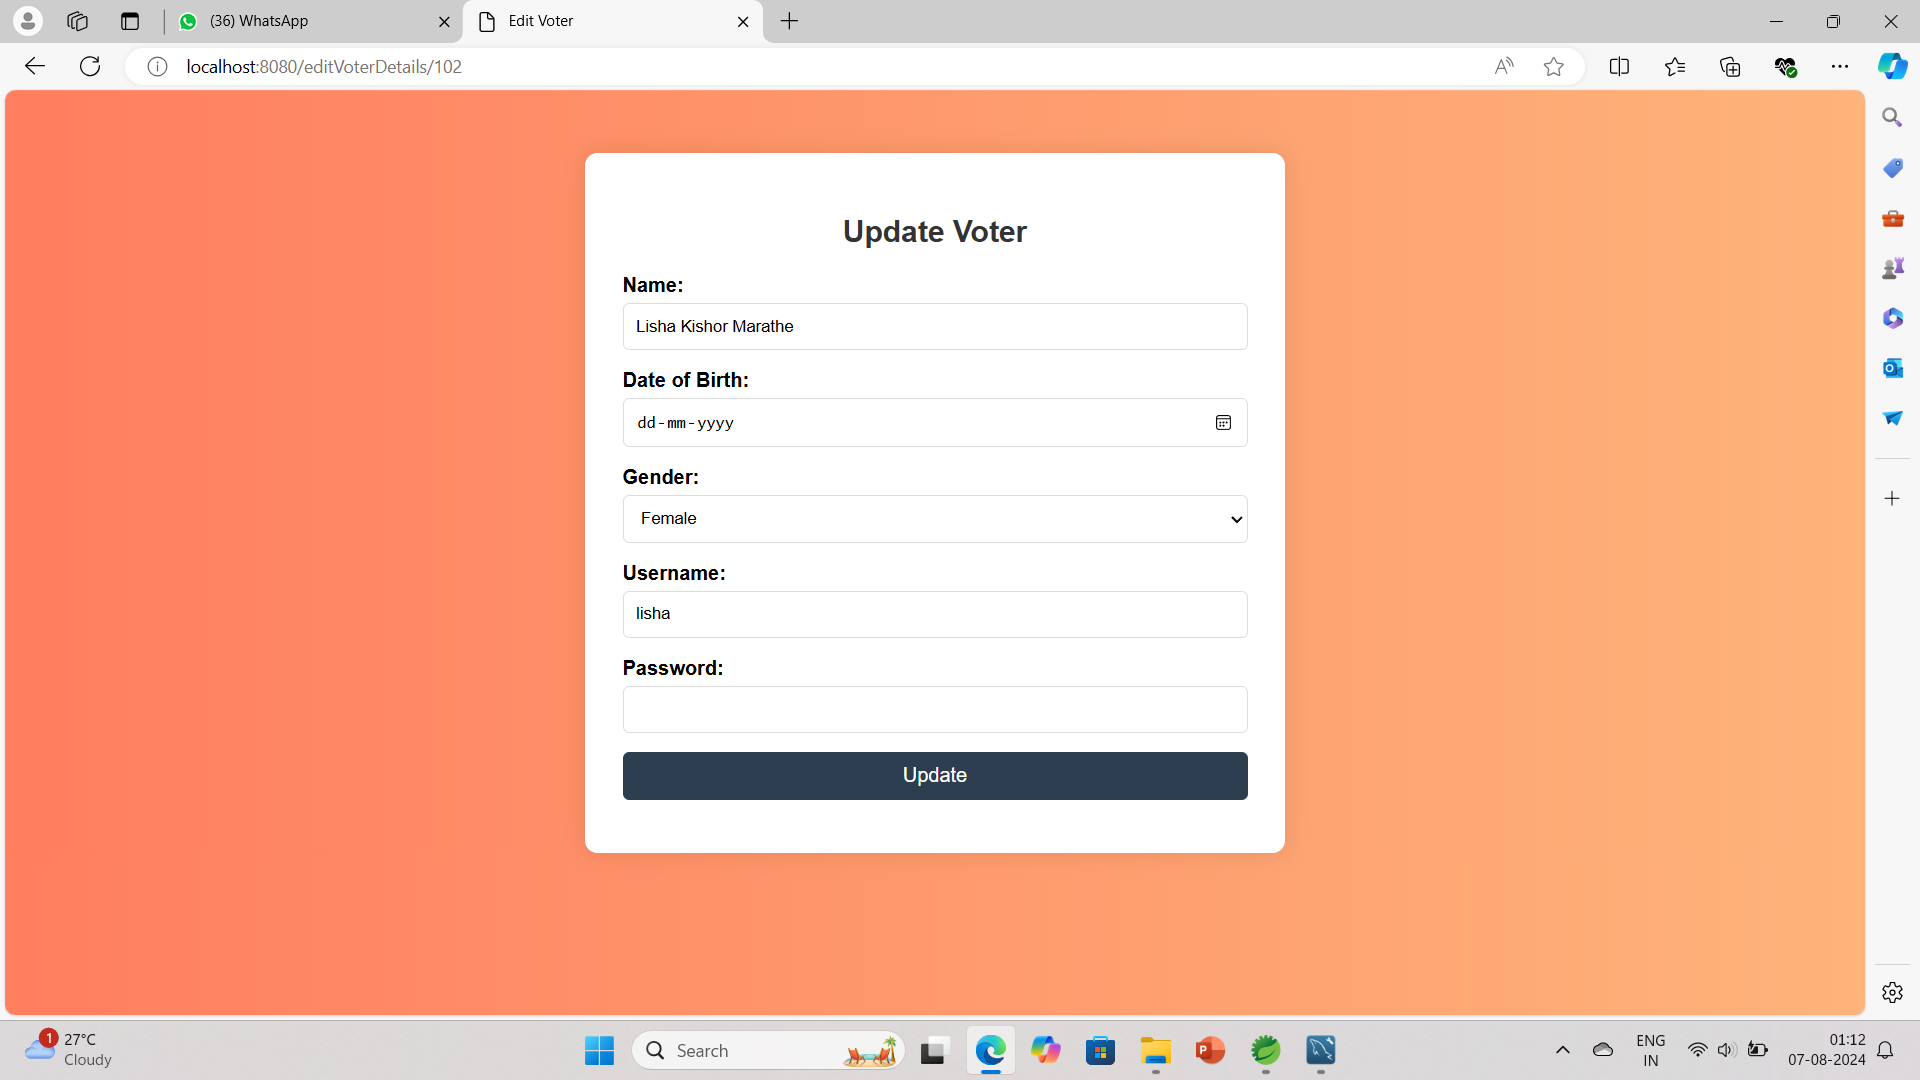 (36) WhatsApp
Edit Voter
localhost:8080/editVoterDetails/102
Update Voter
Name:
Lisha Kishor Marathe
Date of Birth:
dd-mm-yyyy
Gender:
Female
Username:
lisha
Password:
Update
1
27°C
Cloudy
Search
ENG
IN
01:12
07-08-2024